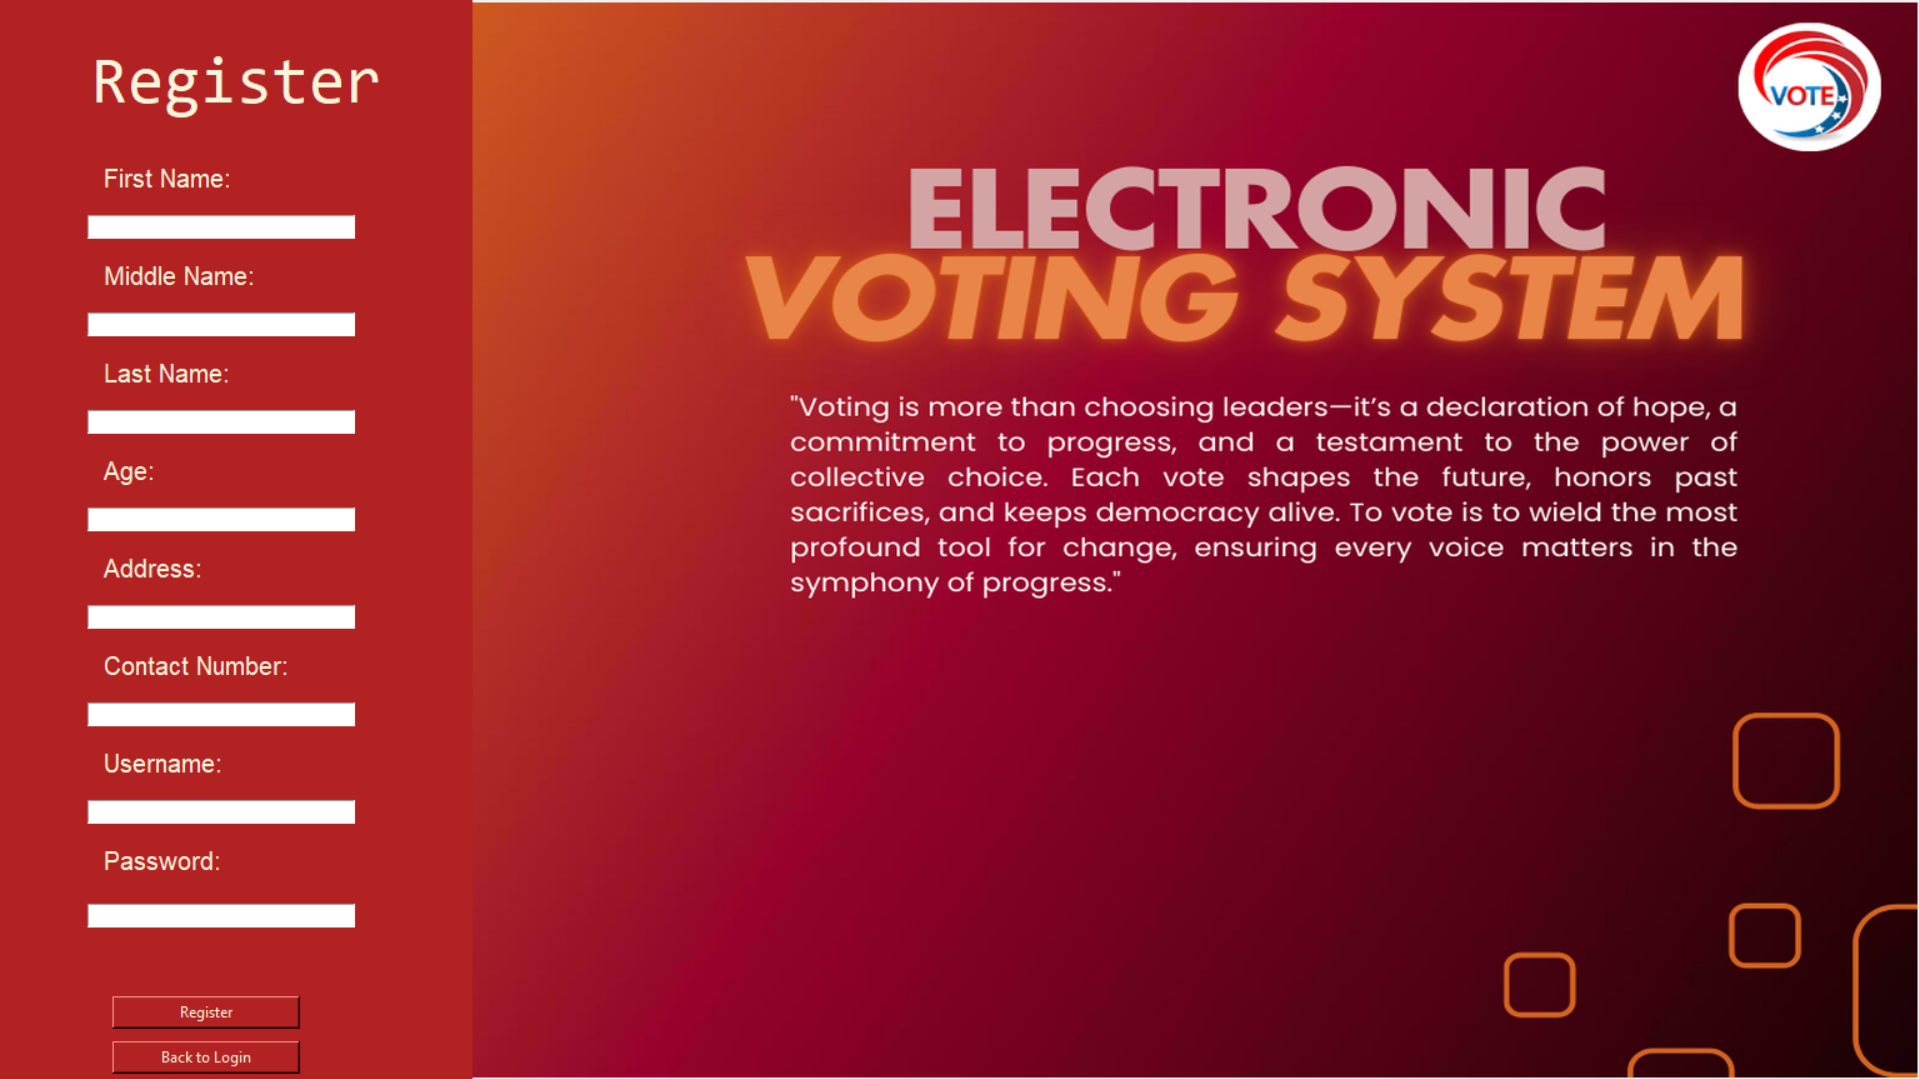 Register
First Name:
Middle Name:
Last Name:
Age:
Address:
Contact Number:
Username:
Password:
Register
Back to Login
VOTE
ELECTRONIC
VOTING SYSTEM
"Voting is more than choosing leaders—it’s a declaration of hope, a
commitment to progress, and a testament to the power of
collective choice. Each vote shapes the future, honors past
sacrifices, and keeps democracy alive. To vote is to wield the most
profound tool for change, ensuring every voice matters in the
symphony of progress."